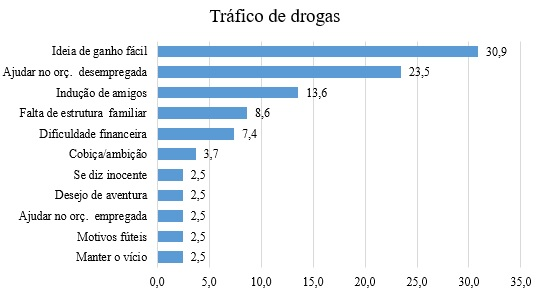 Tráfico de drogas
Ideia de ganho fácil 30,9
Ajudar no orç. desempregada 23,5
Indução de amigos 13,6
Falta de estrutura familiar 8,6
Dificuldade financeira 7,4
Cobiça/ambição 3,7
Se diz inocente 2,5
Desejo de aventura 2,5
Ajudar no orç. empregada 2,5
Motivos fúteis 2,5
Manter o vício 2,5
0,0 5,0 10,0 15,0 20,0 25,0 30,0 35,0